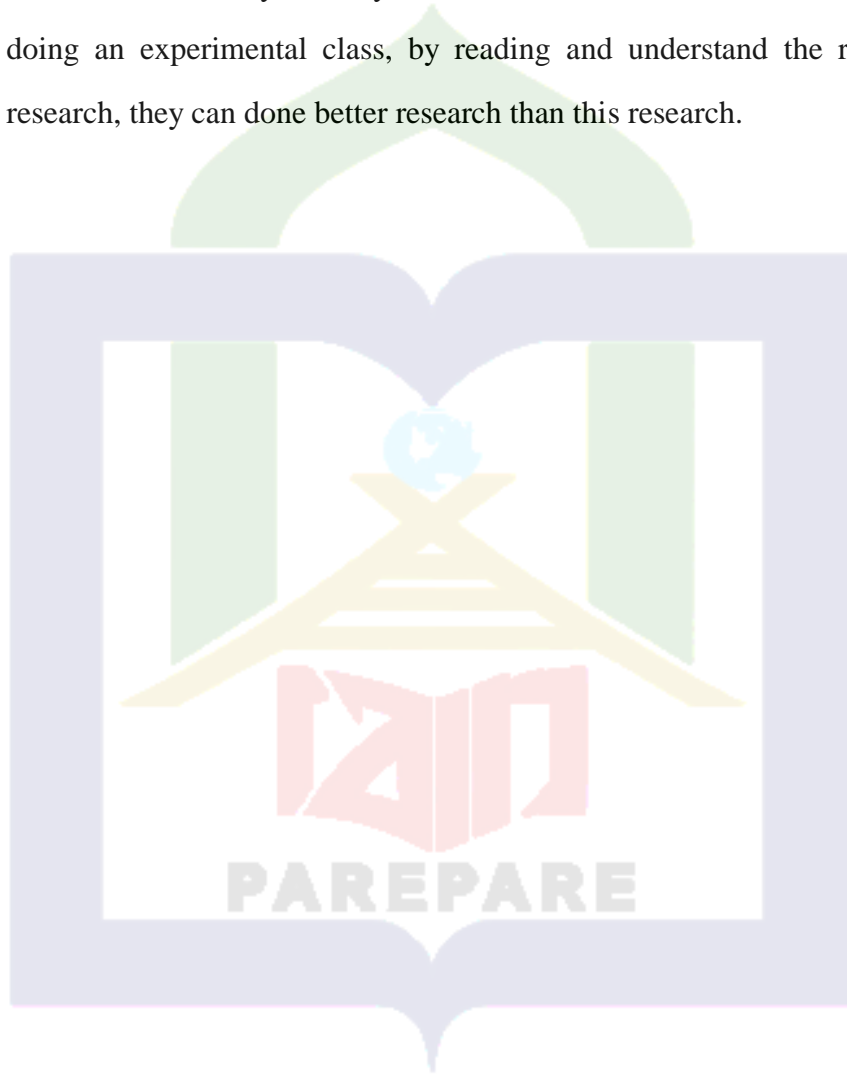 doing an experimental class, by reading and understand the
research, they can done better research than this research.
iain
PAREPARE